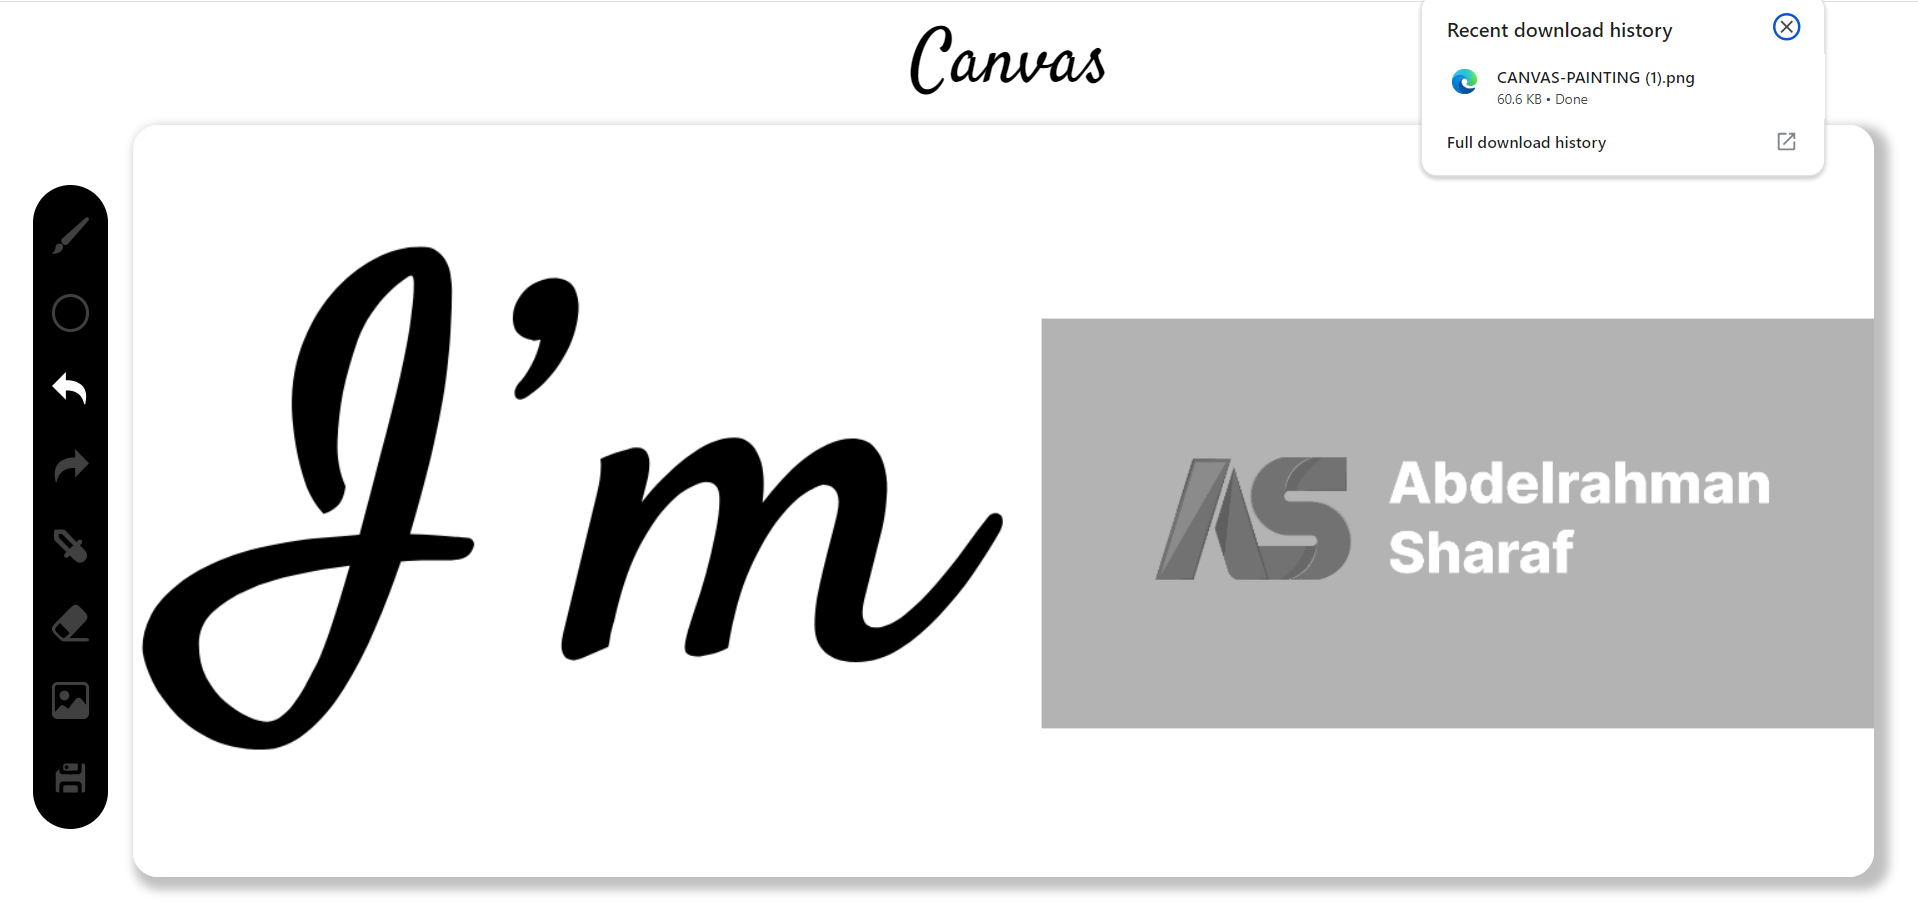 Canvas
Recent download history
CANVAS-PAINTING (1).png
60.6 KB • Done
Full download history
I’m
AS
Abdelrahman
Sharaf